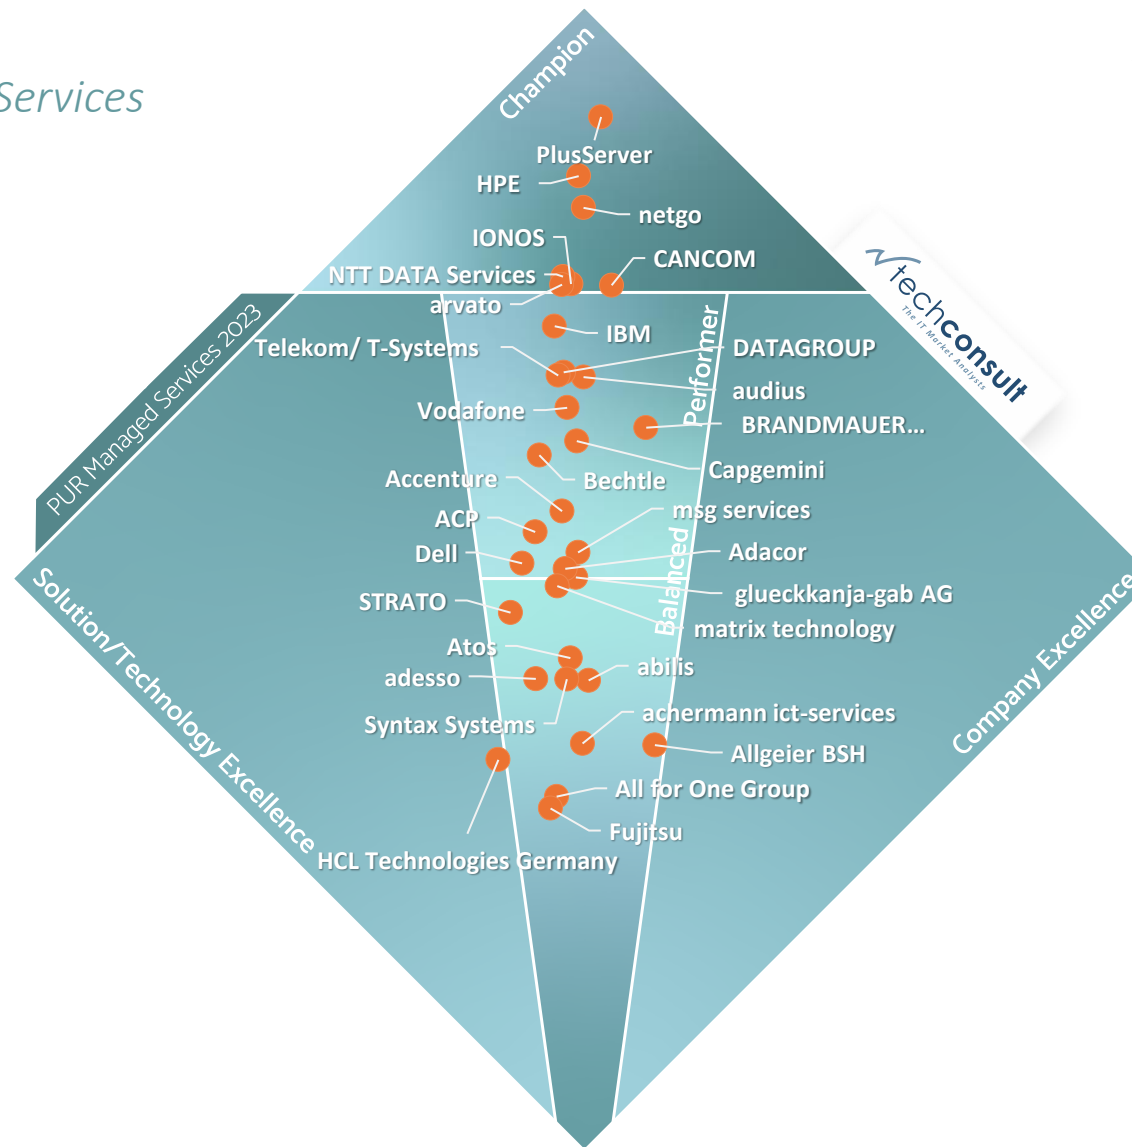 Services
Champion
PlusServer
HPE
netgo
IONOS
CANCOM
NTT DATA Services
arvato
IBM
Performer
PUR Managed Services 2023
techconsult
The IT Market Analysts
Telekom/ T-Systems
DATAGROUP
audius
Vodafone
BRANDMAUER...
Capgemini
Bechtle
Accenture
msg services
ACP
Dell
Adacor
Balanced
glueckkanja-gab AG
STRATO
matrix technology
Atos
abilis
adesso
Syntax Systems
achermann ict-services
Allgeier BSH
All for One Group
Fujitsu
HCL Technologies Germany
Solution/Technology Excellence
Company Excellence